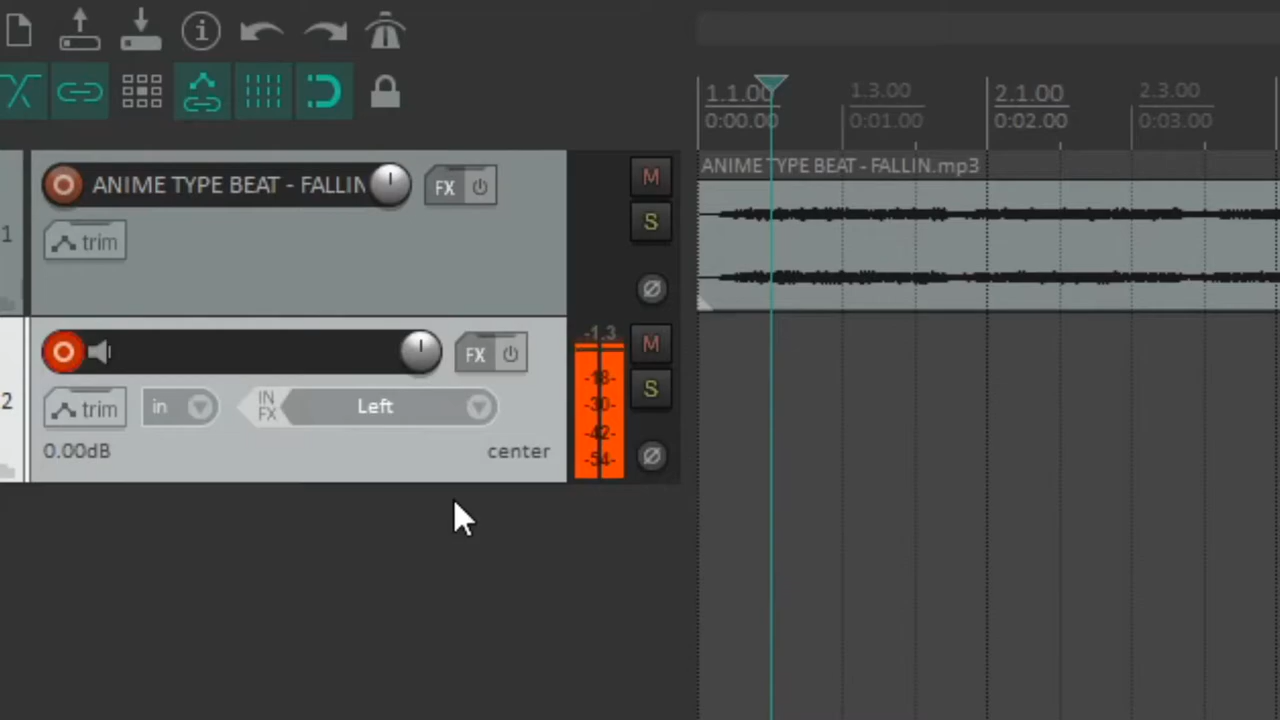 1.1.00 1.3.00 2.1.00 2.3.00
0:00.00 0:01.00 0:02.00 0:03.00
ANIME TYPE BEAT - FALLIN.mp3
1 ANIME TYPE BEAT - FALLIN FX M
S
trim
2 FX -1.3 M
S
trim in IN FX Left
0.00dB center
-18-
-30-
-42-
-54-